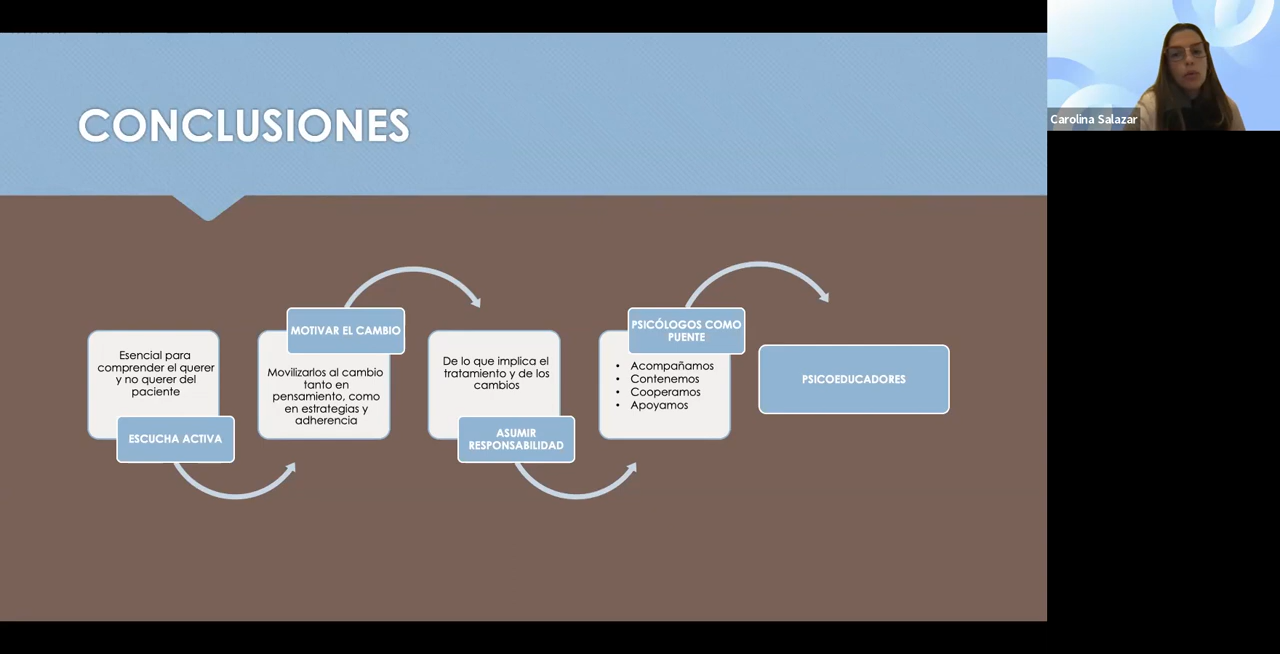 CONCLUSIONES
Carolina Salazar
Esencial para
comprender el querer
y no querer del
paciente
ESCUCHA ACTIVA
MOTIVAR EL CAMBIO
Movilizarlos al cambio
tanto en
pensamiento, como
en estrategias y
adherencia
De lo que implica el
tratamiento y de los
cambios
ASUMIR
RESPONSABILIDAD
PSICÓLOGOS COMO
PUENTE
• Acompañamos
• Contenemos
• Cooperamos
• Apoyamos
PSICOEDUCADORES